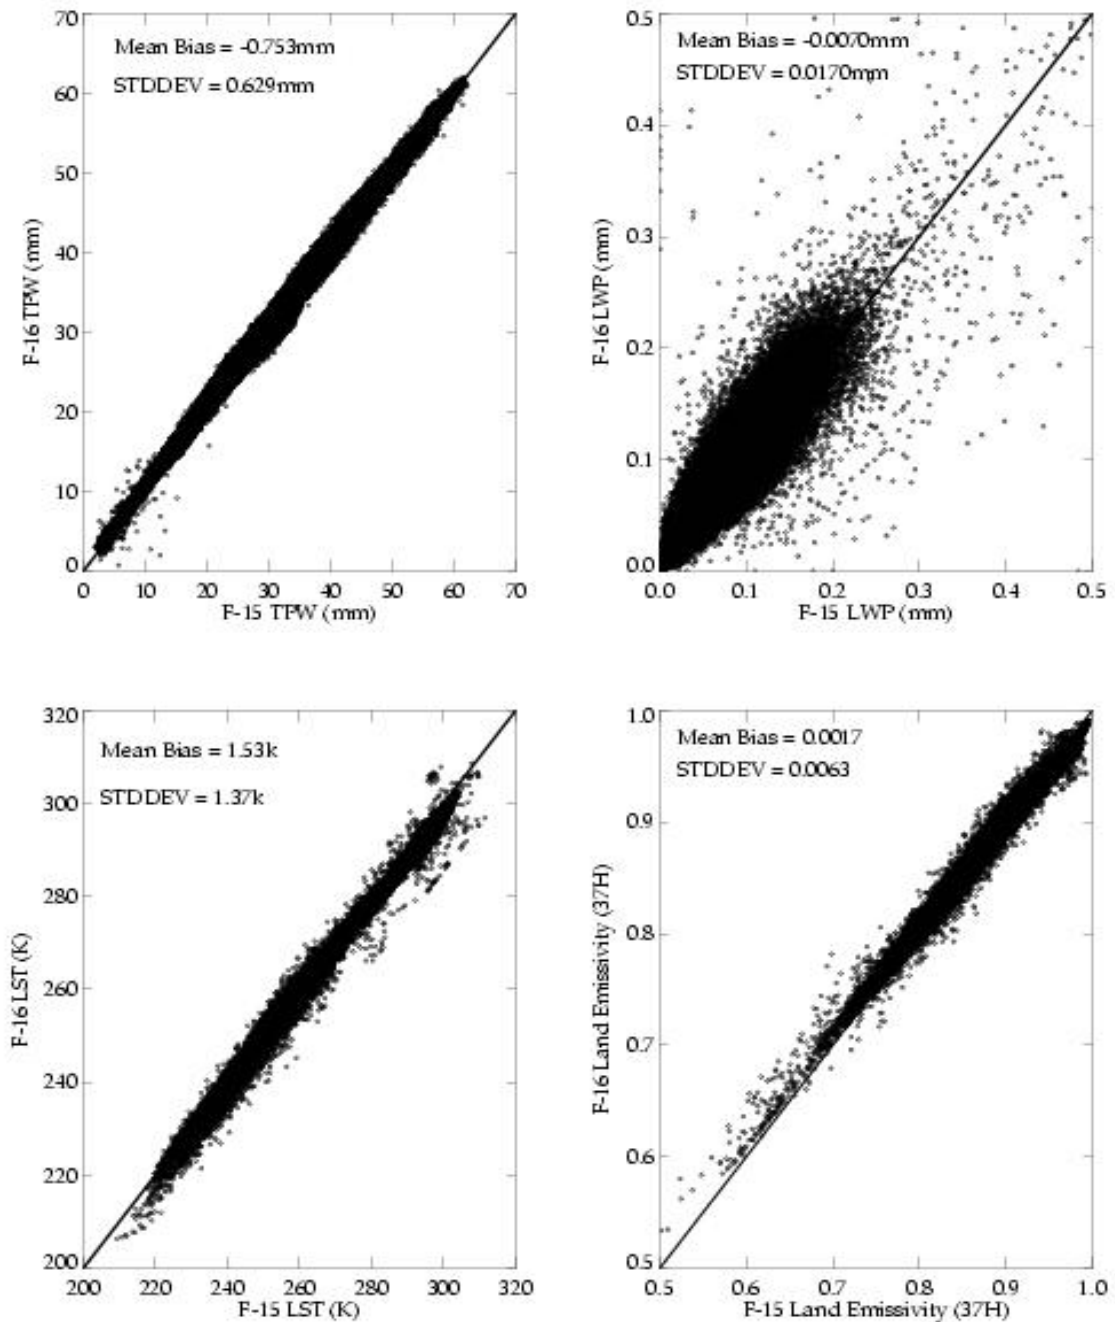 Mean Bias = -0.753mm
STDDEV = 0.629mm
70
60
50
40
30
20
10
0
F-16 TPW (mm)
0 10 20 30 40 50 60 70
F-15 TPW (mm)
Mean Bias = -0.0070mm
STDDEV = 0.0170mm
0.5
0.4
0.3
0.2
0.1
0.0
F-16 LWP (mm)
0.0 0.1 0.2 0.3 0.4 0.5
F-15 LWP (mm)
Mean Bias = 1.53k
STDDEV = 1.37k
320
300
280
260
240
220
200
F-16 LST (K)
200 220 240 260 280 300 320
F-15 LST (K)
Mean Bias = 0.0017
STDDEV = 0.0063
1.0
0.9
0.8
0.7
0.6
0.5
F-16 Land Emissivity (37H)
0.5 0.6 0.7 0.8 0.9 1.0
F-15 Land Emissivity (37H)